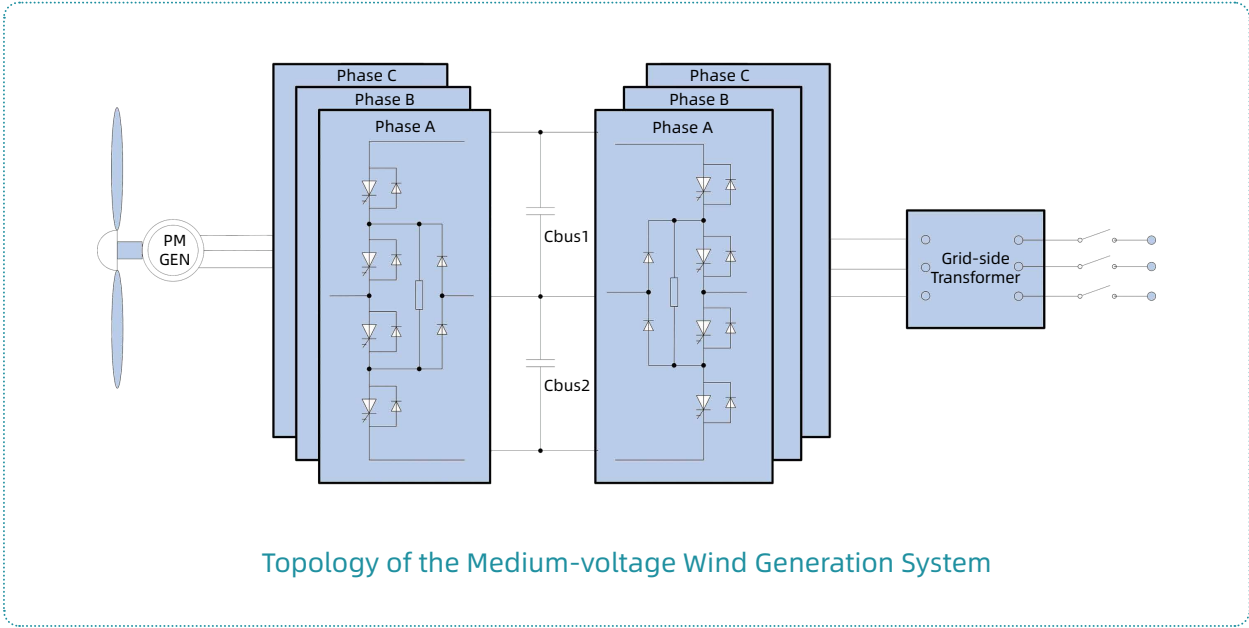 Phase C
Phase B
Phase A
Phase C
Phase B
Phase A
PM
GEN
Cbus1
Cbus2
Grid-side
Transformer
Topology of the Medium-voltage Wind Generation System